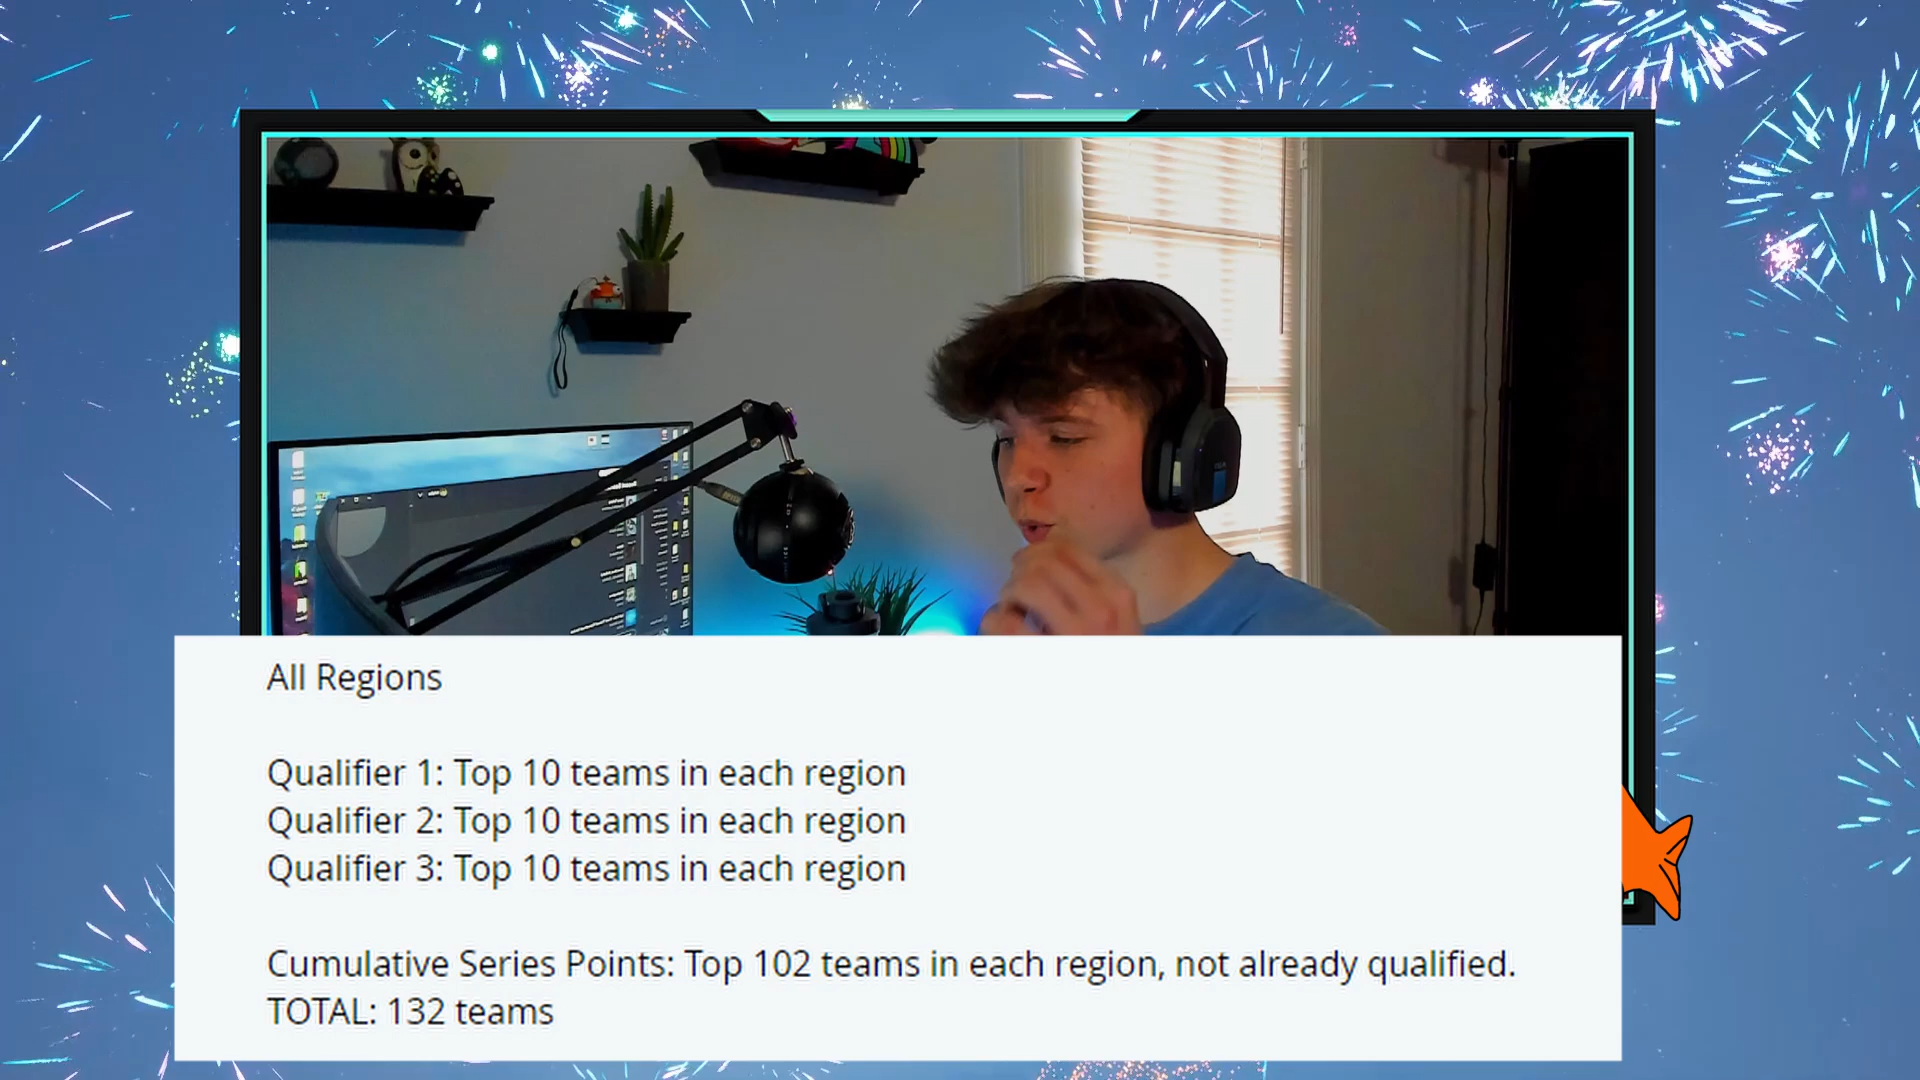 All Regions
Qualifier 1: Top 10 teams in each region
Qualifier 2: Top 10 teams in each region
Qualifier 3: Top 10 teams in each region
Cumulative Series Points: Top 102 teams in each region, not already qualified.
TOTAL: 132 teams